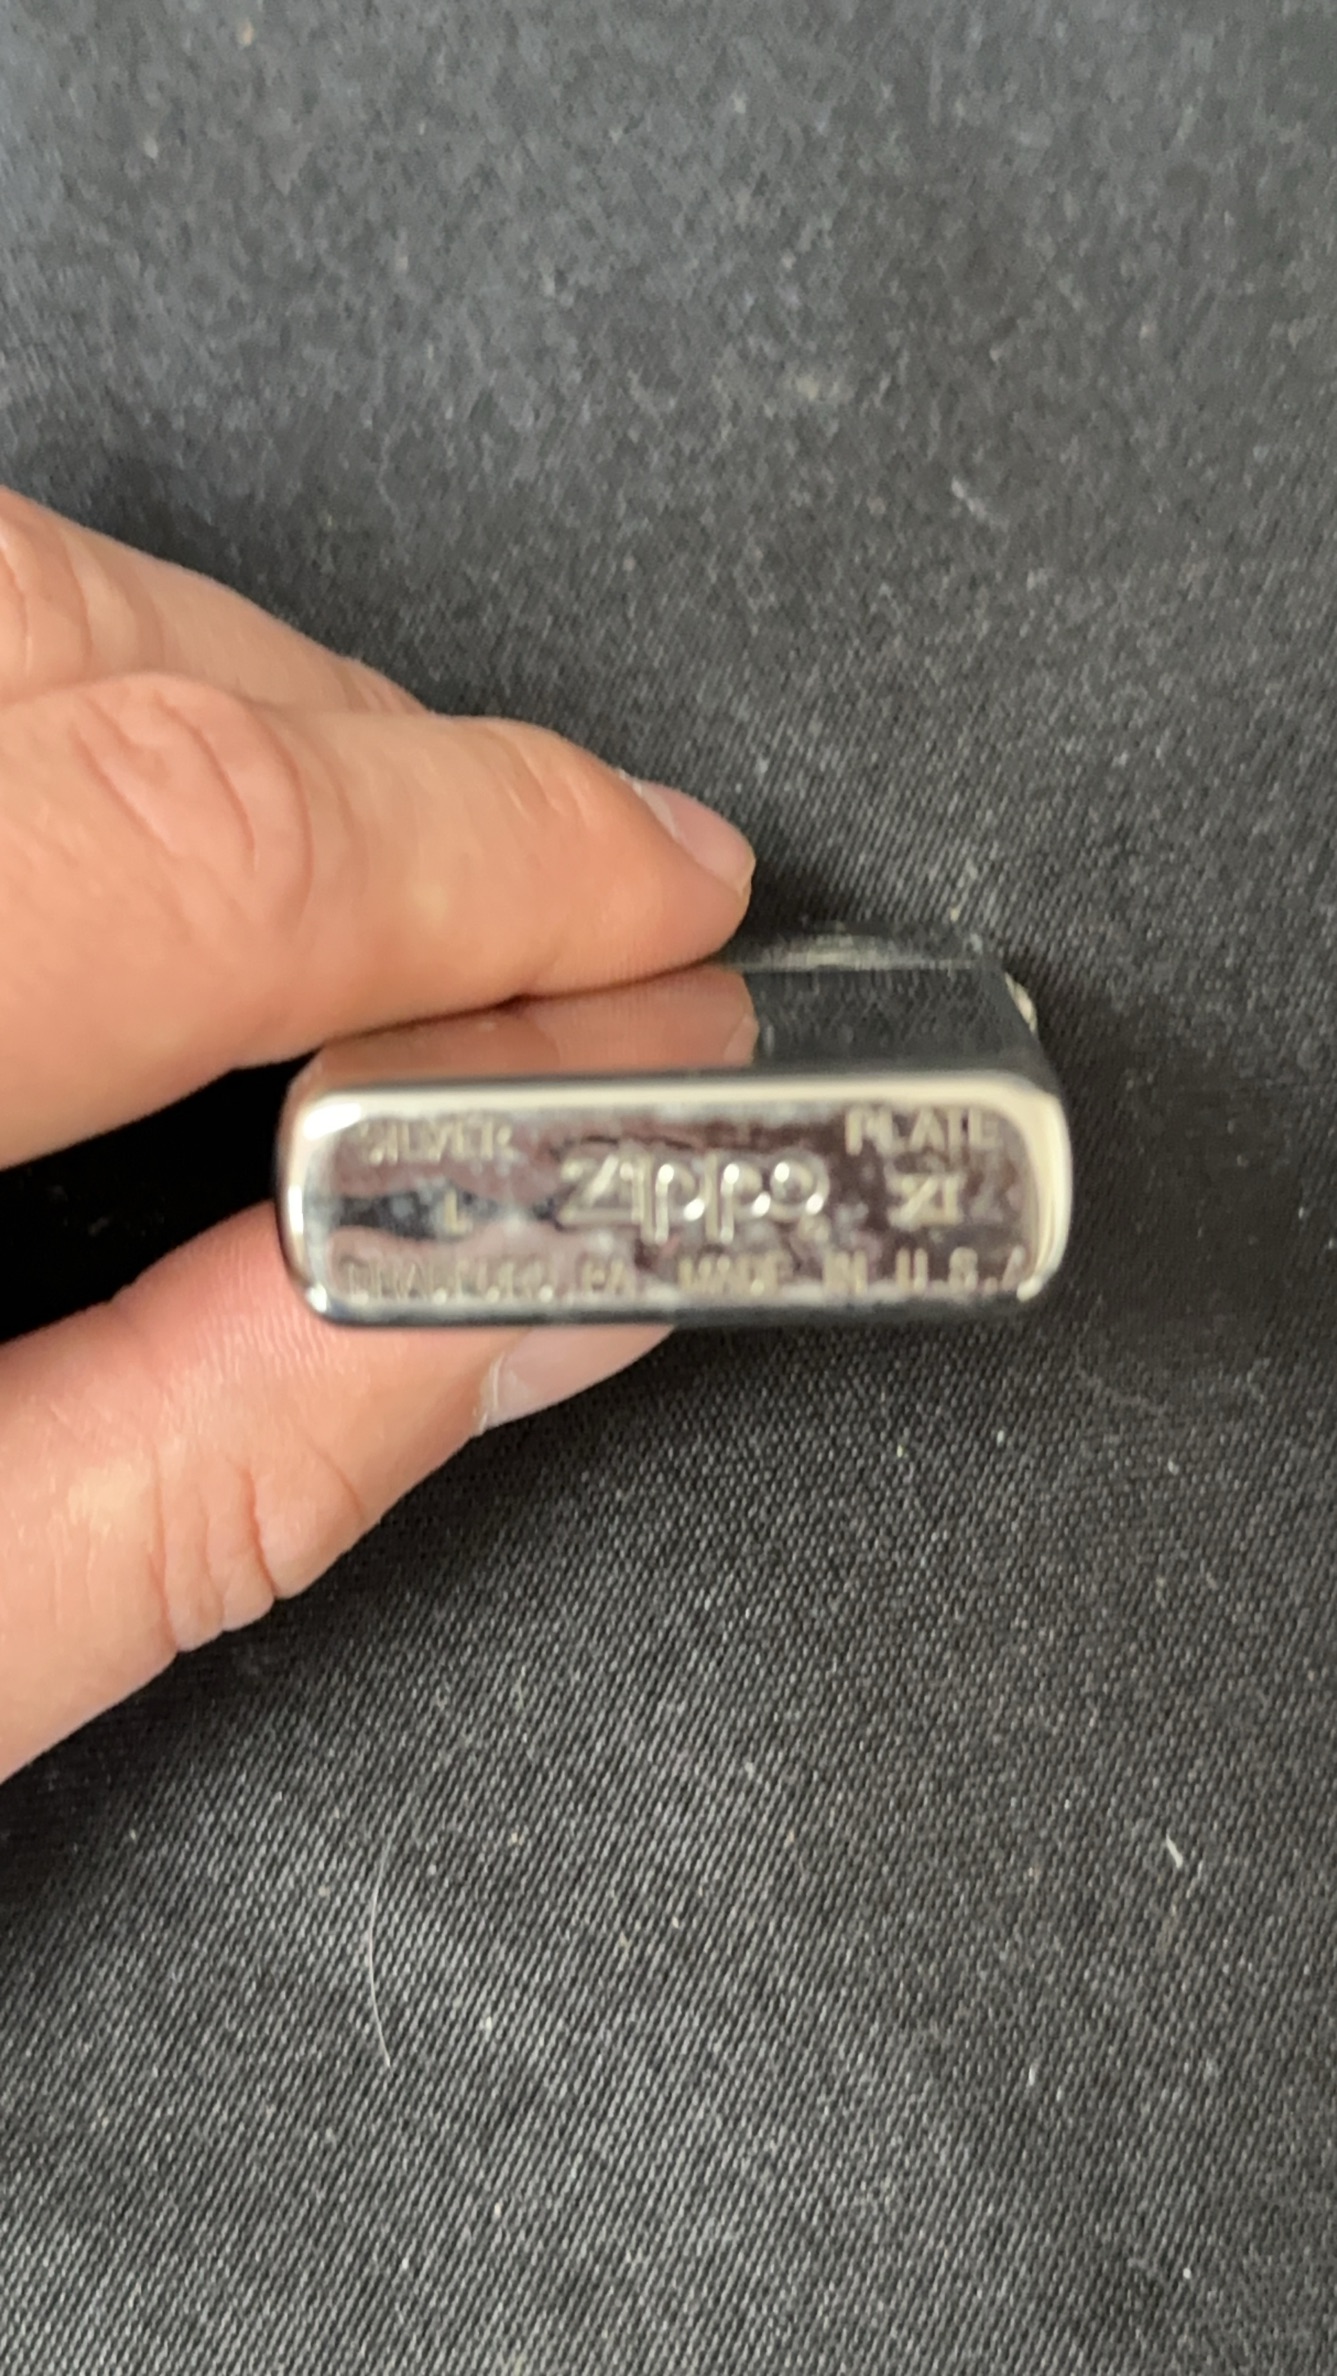 SILVER PLATE
L zippo XI
BRADFORD, PA. MADE IN U.S.A.